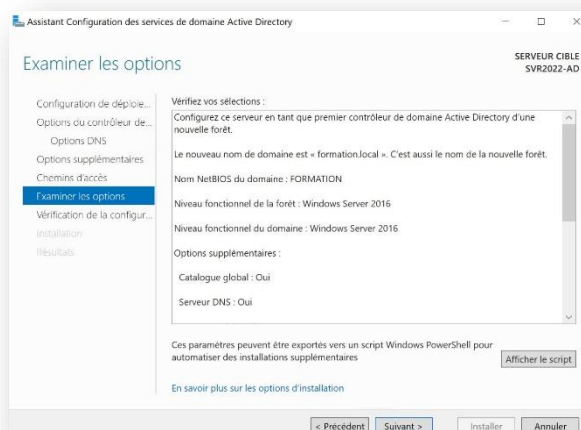 Assistant Configuration des services de domaine Active Directory
Examiner les options
SERVEUR CIBLE
SVR2022-AD
Configuration de déploie...
Options du contrôleur de...
Options DNS
Options supplémentaires
Chemins d'accès
Examiner les options
Vérification de la configur...
Installation
Résultats
Vérifiez vos sélections :
Configurez ce serveur en tant que premier contrôleur de domaine Active Directory d'une
nouvelle forêt.
Le nouveau nom de domaine est « formation.local ». C'est aussi le nom de la nouvelle forêt.
Nom NetBIOS du domaine : FORMATION
Niveau fonctionnel de la forêt : Windows Server 2016
Niveau fonctionnel du domaine : Windows Server 2016
Options supplémentaires :
Catalogue global : Oui
Serveur DNS : Oui
Ces paramètres peuvent être exportés vers un script Windows PowerShell pour
automatiser des installations supplémentaires
Afficher le script
En savoir plus sur les options d'installation
< Précédent
Suivant >
Installer
Annuler